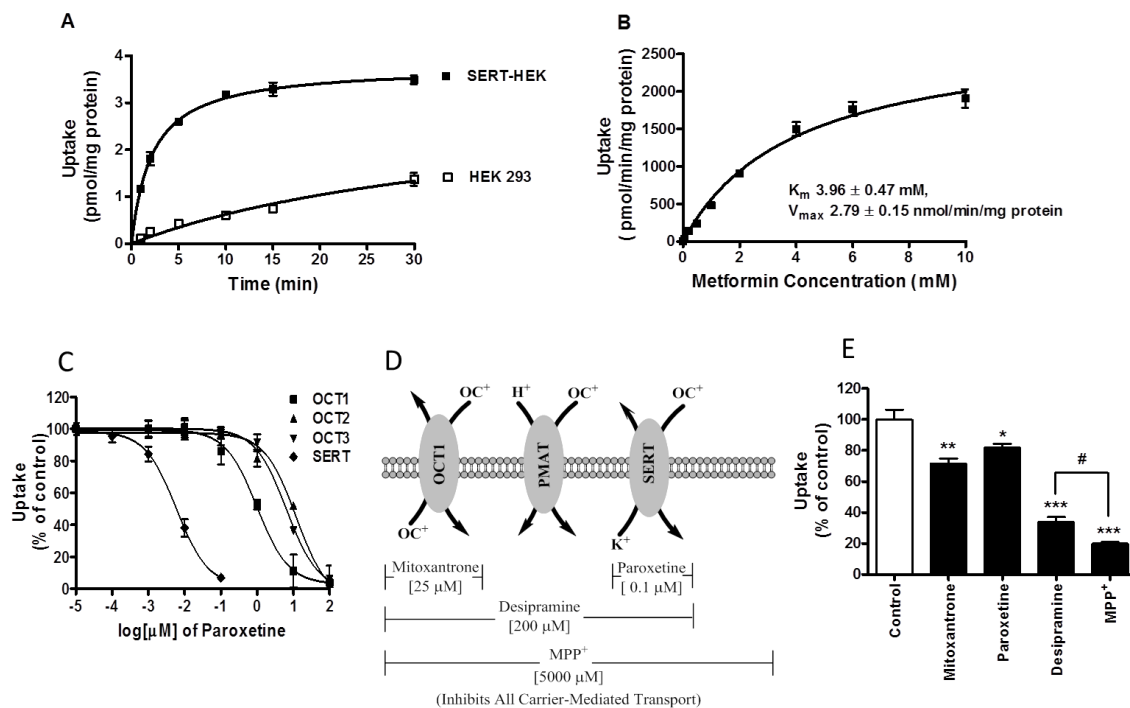 A
Uptake
(pmol/mg protein)
4
3
2
1
0
0 5 10 15 20 25 30
Time (min)
SERT-HEK
HEK 293
B
Uptake
( pmol/min/mg protein)
2500
2000
1500
1000
500
0
0 2 4 6 8 10
Metformin Concentration (mM)
Km 3.96 ± 0.47 mM,
Vmax 2.79 ± 0.15 nmol/min/mg protein
C
Uptake
(% of control)
120
100
80
60
40
20
0
-5 -4 -3 -2 -1 0 1 2
log[μM] of Paroxetine
OCT1
OCT2
OCT3
SERT
D
OC+ H+ OC+ OC+
OCT1 PMAT SERT
OC+ K+
Mitoxantrone Paroxetine
[25 μM] [ 0.1 μM]
Desipramine
[200 μM]
MPP+
[5000 μM]
(Inhibits All Carrier-Mediated Transport)
E
Uptake
(% of control)
120
100
80
60
40
20
0
** * *** # ***
Control
Mitoxantrone
Paroxetine
Desipramine
MPP+